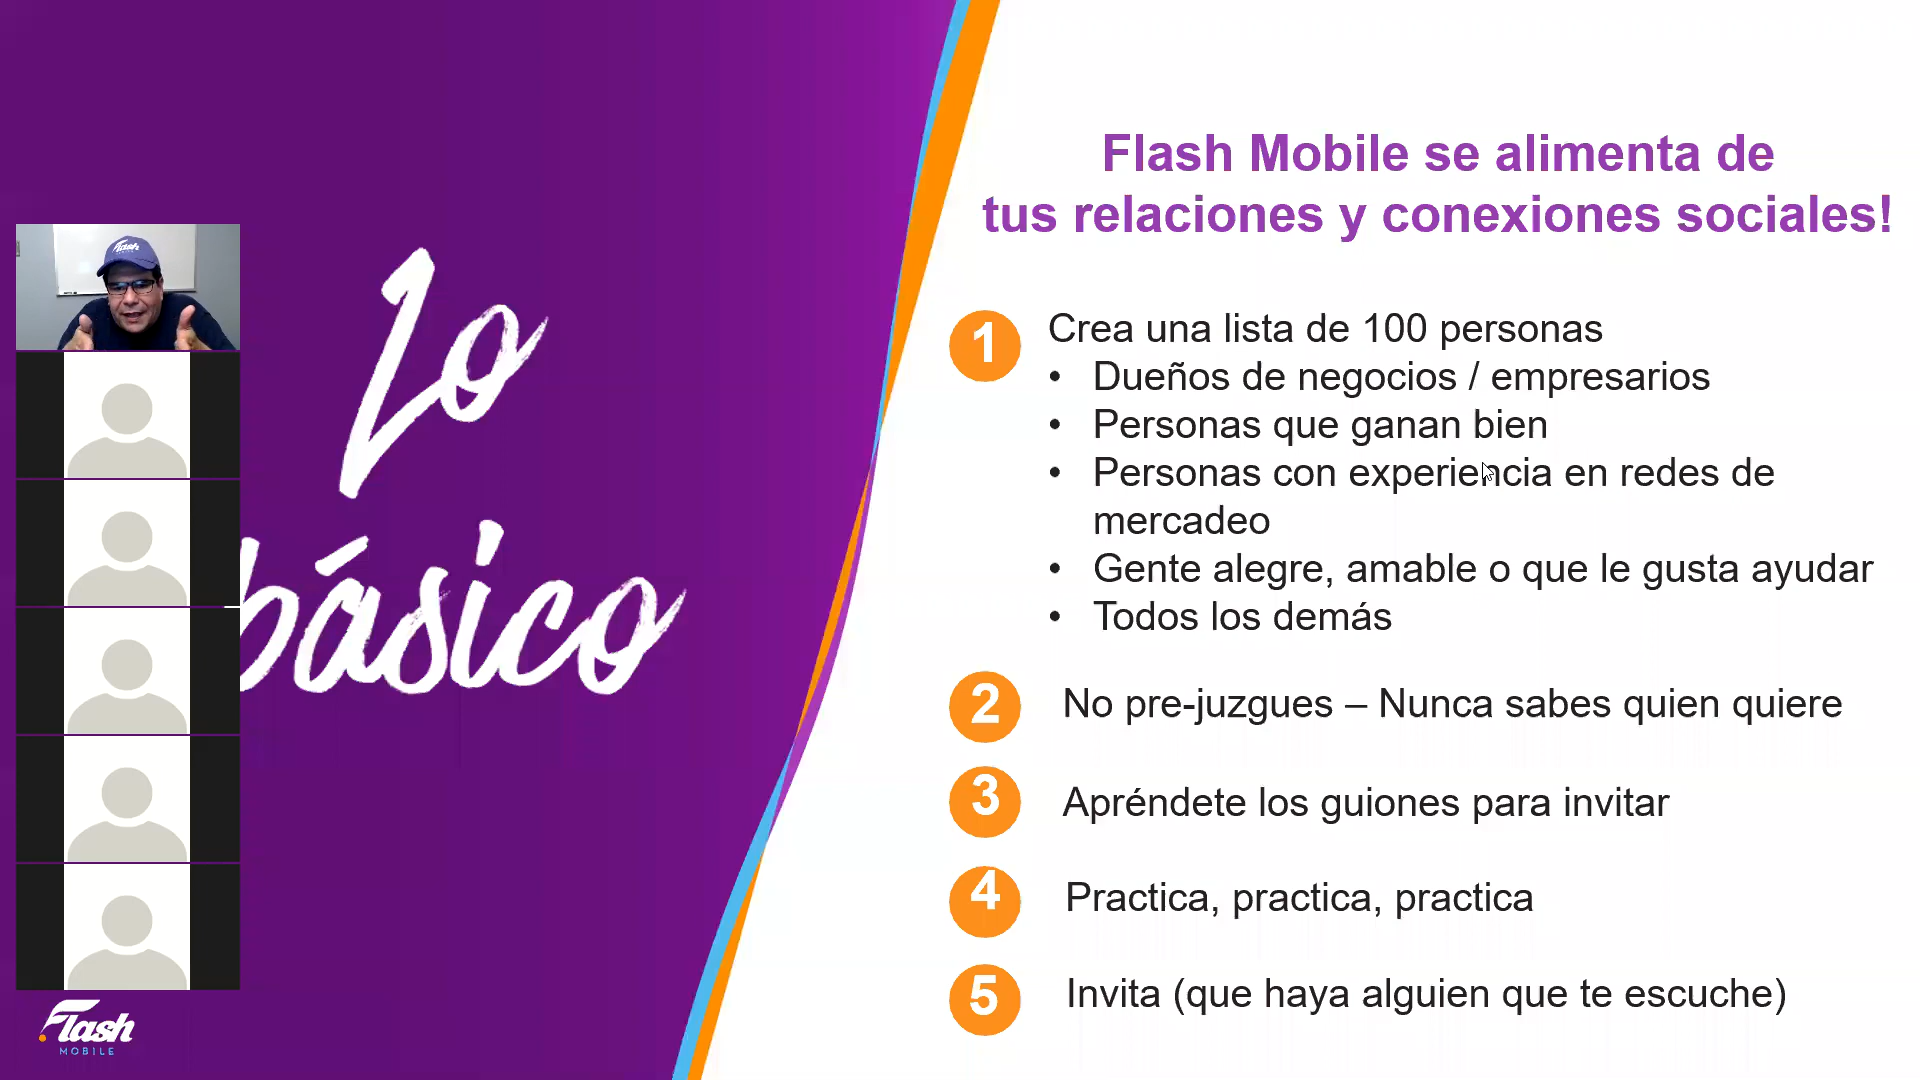 Flash Mobile se alimenta de
tus relaciones y conexiones sociales!
Lo
básico
1
Crea una lista de 100 personas
• Dueños de negocios / empresarios
• Personas que ganan bien
• Personas con experiencia en redes de
mercadeo
• Gente alegre, amable o que le gusta ayudar
• Todos los demás
2
No pre-juzgues – Nunca sabes quien quiere
3
Apréndete los guiones para invitar
4
Practica, practica, practica
5
Invita (que haya alguien que te escuche)
Flash
Flash
MOBILE